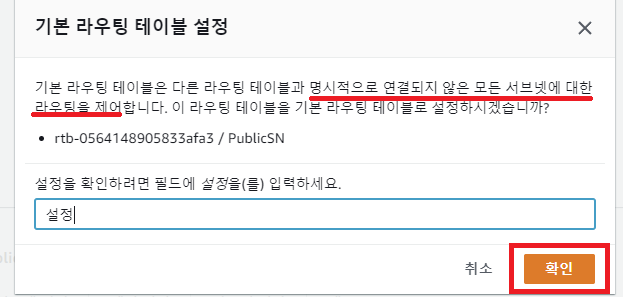 기본 라우팅 테이블 설정
기본 라우팅 테이블은 다른 라우팅 테이블과 명시적으로 연결되지 않은 모든 서브넷에 대한
라우팅을 제어합니다. 이 라우팅 테이블을 기본 라우팅 테이블로 설정하시겠습니까?
• rtb-0564148905833afa3 / PublicSN
설정을 확인하려면 필드에 설정을(를) 입력하세요.
설정
취소 확인